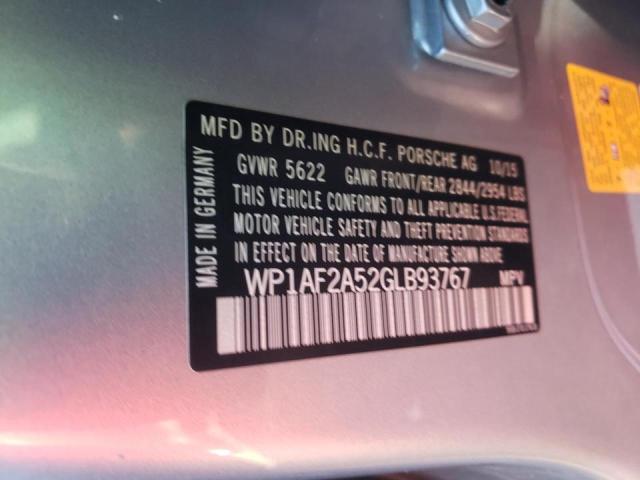 MFD BY DR.ING H.C.F. PORSCHE AG 10/15
GVWR 5622 GAWR FRONT/REAR 2844/2954 LBS
THIS VEHICLE CONFORMS TO ALL APPLICABLE U.S.FEDERAL
MOTOR VEHICLE SAFETY AND THEFT PREVENTION STANDARDS
IN EFFECT ON THE DATE OF MANUFACTURE SHOWN ABOVE.
WP1AF2A52GLB93767 MPV
MADE IN GERMANY